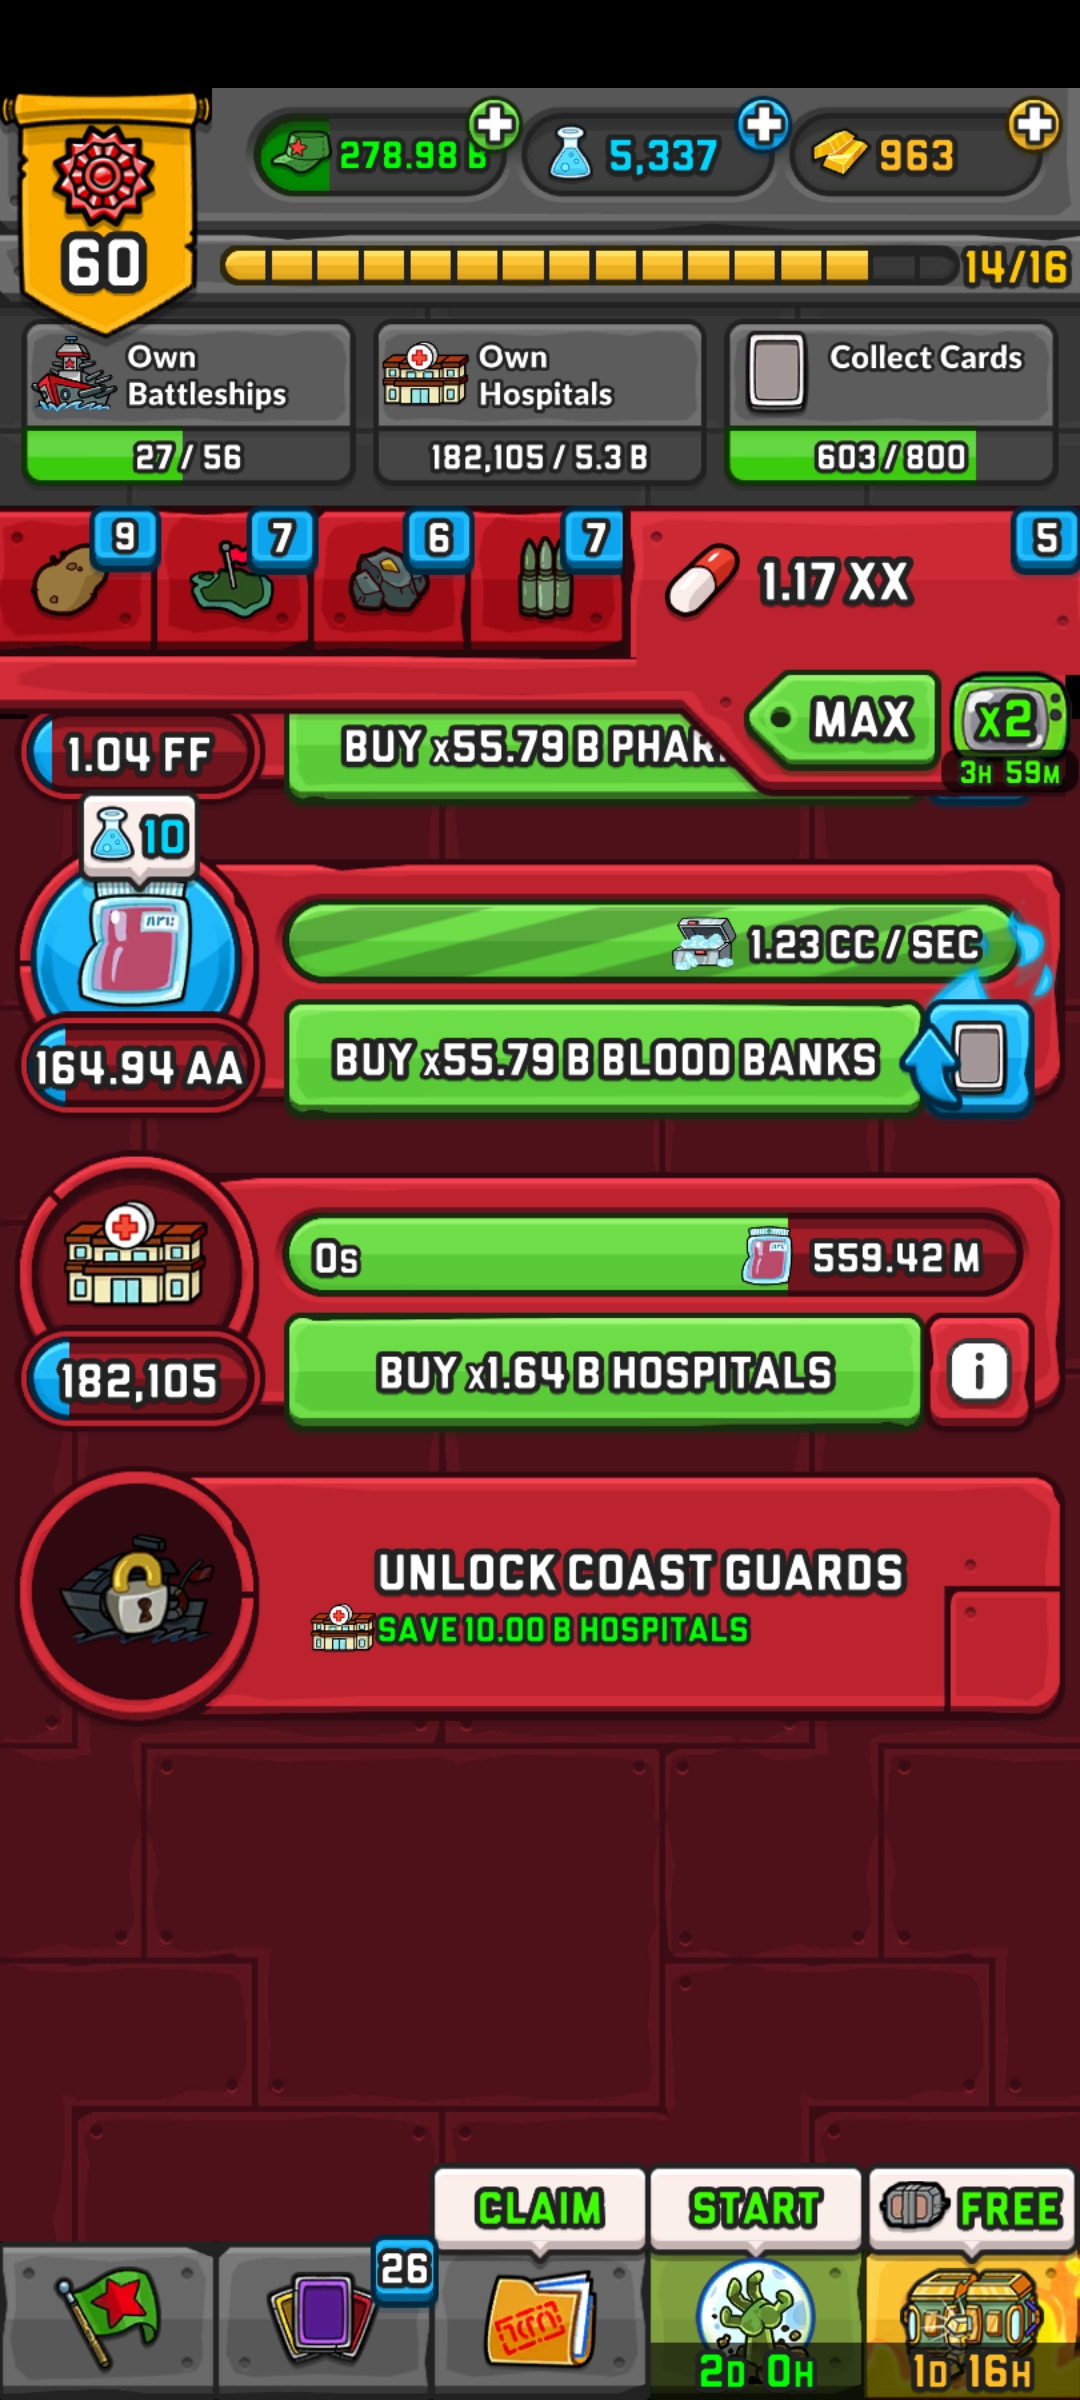 60
278.98 B
5,337
963
14/16
Own
Battleships
27/56
Own
Hospitals
182,105/5.3 B
Collect Cards
603/800
9
7
6
7
1.17 XX
5
MAX
x2
3H 59M
1.04 FF
BUY x55.79 B PHAR
10
1.23 CC/SEC
164.94 AA
BUY x55.79 B BLOOD BANKS
0s
559.42 M
182,105
BUY x1.64 B HOSPITALS
i
UNLOCK COAST GUARDS
SAVE 10.00 B HOSPITALS
CLAIM
START
FREE
26
2D 0H
1D 16H